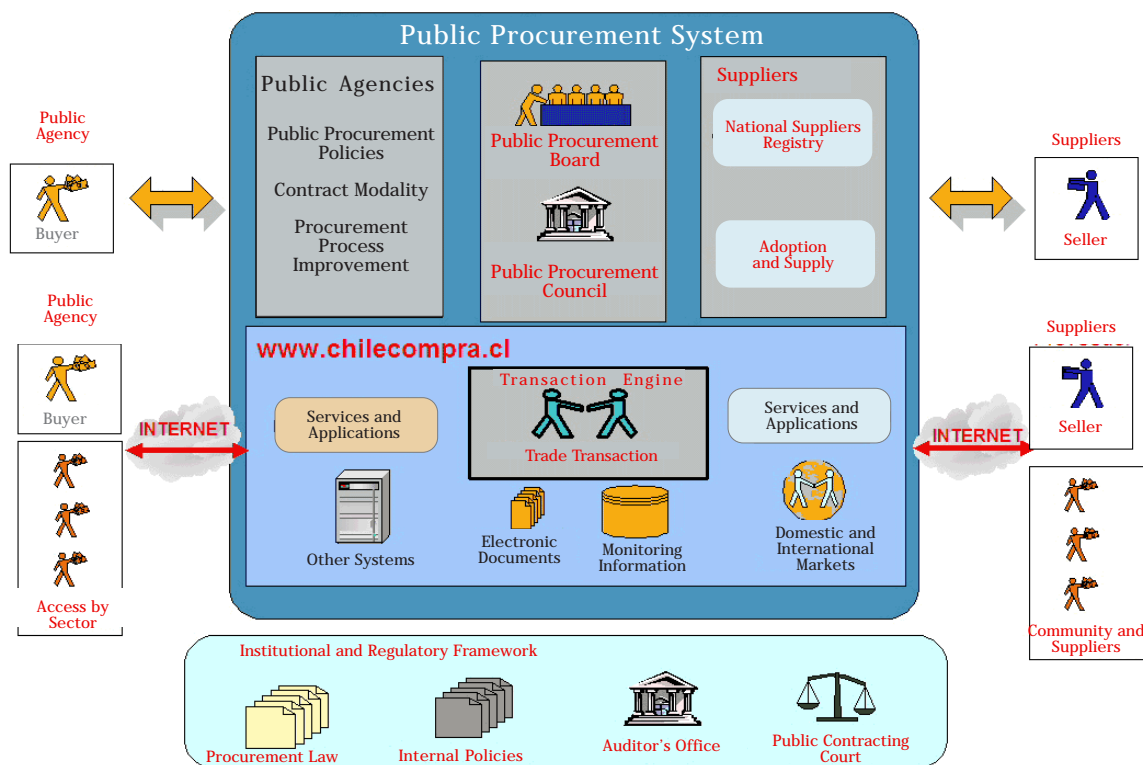 Public Procurement System
Public Agencies
Public Procurement
Policies
Contract Modality
Procurement
Process
Improvement
Public Procurement
Board
Public Procurement
Council
Suppliers
National Suppliers
Registry
Adoption
and Supply
Public
Agency
Buyer
Public
Agency
Buyer
INTERNET
Access by
Sector
Suppliers
Seller
Suppliers
Seller
INTERNET
Community and
Suppliers
www.chilecompra.cl
Services and
Applications
Transaction Engine
Trade Transaction
Services and
Applications
Other Systems
Electronic
Documents
Monitoring
Information
Domestic and
International
Markets
Institutional and Regulatory Framework
Procurement Law
Internal Policies
Auditor's Office
Public Contracting
Court